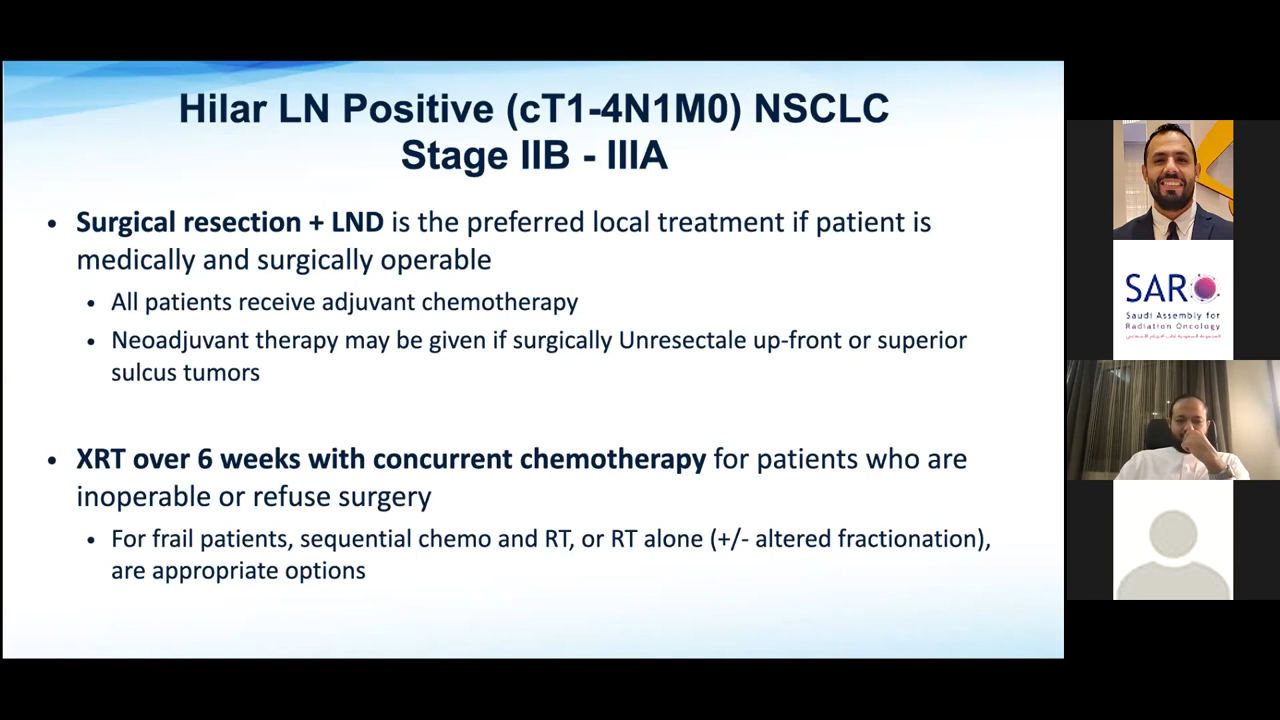 Hilar LN Positive (cT1-4N1M0) NSCLC
Stage IIB - IIIA
• Surgical resection + LND is the preferred local treatment if patient is
medically and surgically operable
• All patients receive adjuvant chemotherapy
• Neoadjuvant therapy may be given if surgically Unresectale up-front or superior
sulcus tumors
• XRT over 6 weeks with concurrent chemotherapy for patients who are
inoperable or refuse surgery
• For frail patients, sequential chemo and RT, or RT alone (+/- altered fractionation),
are appropriate options
SARO
Saudi Assembly for
Radiation Oncology